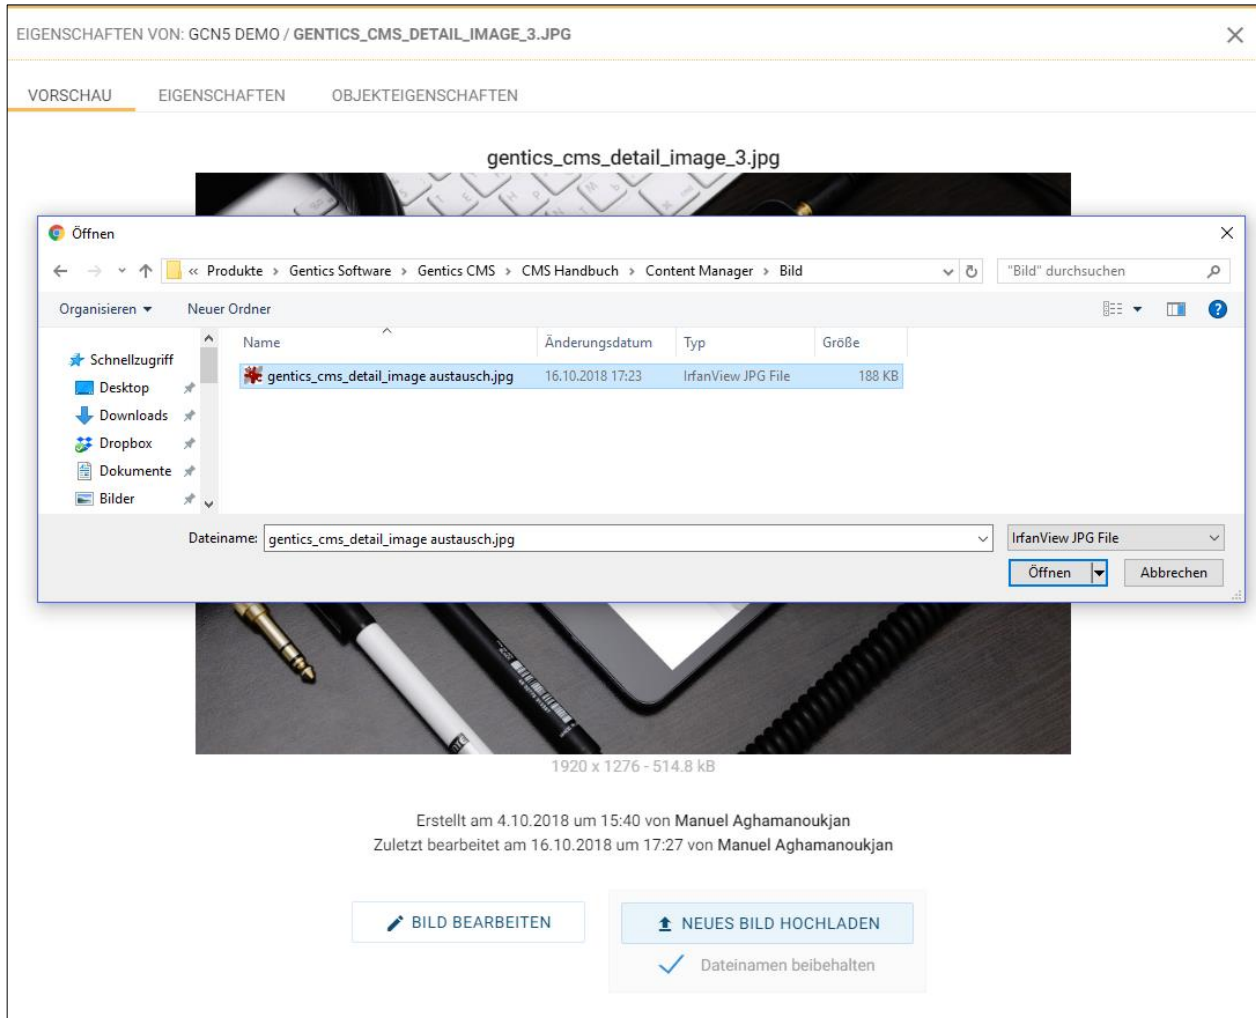 EIGENSCHAFTEN VON: GCN5 DEMO / GENTICS_CMS_DETAIL_IMAGE_3.JPG
VORSCHAU EIGENSCHAFTEN OBJEKTEIGENSCHAFTEN
gentics_cms_detail_image_3.jpg
Öffnen
« Produkte > Gentics Software > Gentics CMS > CMS Handbuch > Content Manager > Bild
"Bild" durchsuchen
Organisieren Neuer Ordner
Name Änderungsdatum Typ Größe
Schnellzugriff
gentics_cms_detail_image austausch.jpg 16.10.2018 17:23 IrfanView JPG File 188 KB
Desktop
Downloads
Dropbox
Dokumente
Bilder
Dateiname: gentics_cms_detail_image austausch.jpg IrfanView JPG File
Öffnen Abbrechen
1920 x 1276 - 514.8 kB
Erstellt am 4.10.2018 um 15:40 von Manuel Aghamanoukjan
Zuletzt bearbeitet am 16.10.2018 um 17:27 von Manuel Aghamanoukjan
BILD BEARBEITEN NEUES BILD HOCHLADEN
Dateinamen beibehalten